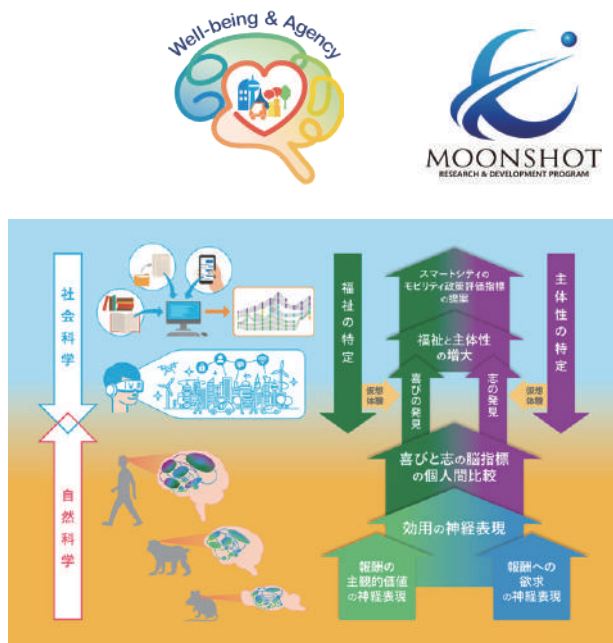 Well-being & Agency
MOONSHOT
RESEARCH & DEVELOPMENT PROGRAM
社会科学
自然科学
福祉の特定
主体性の特定
スマートシティの
モビリティ政策評価指標
の提案
福祉と主体性
の増大
喜びの発見
志の発見
仮想
体験
仮想
体験
喜びと志の脳指標
の個人間比較
効用の神経表現
報酬の
主観的価値
の神経表現
報酬への
欲求
の神経表現